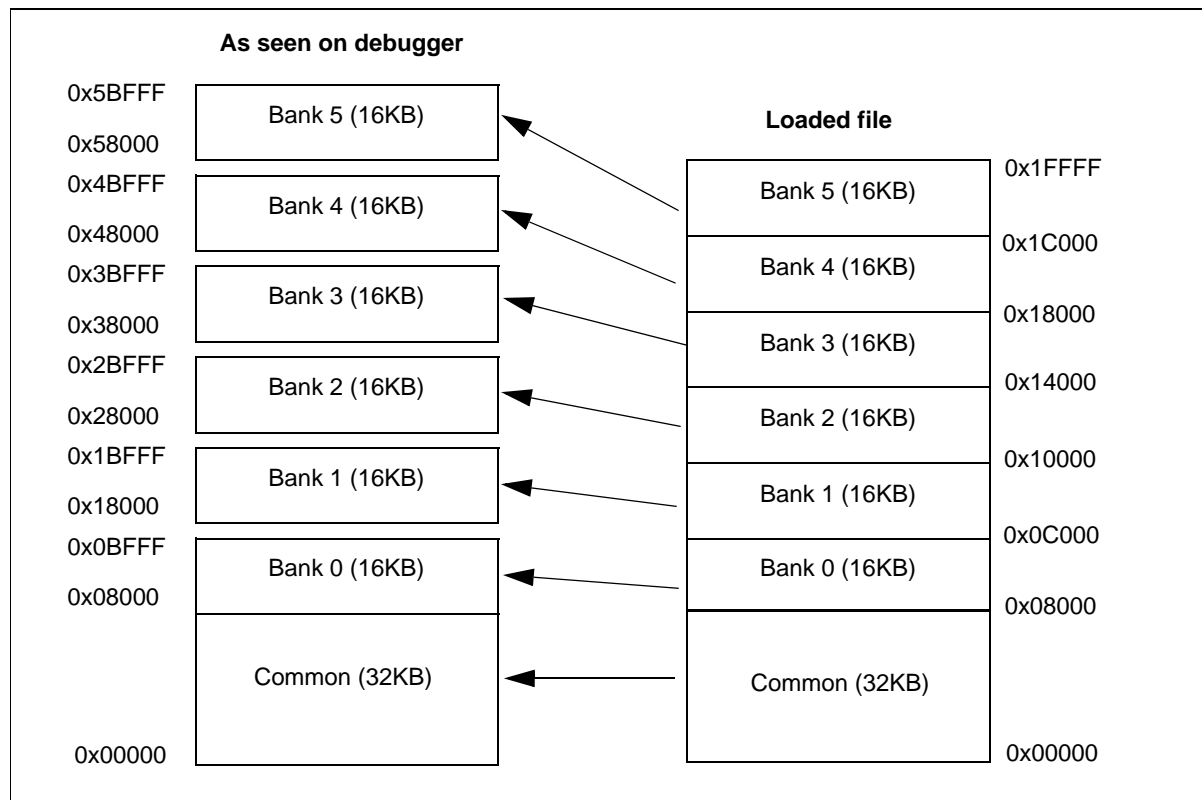 As seen on debugger
0x5BFFF
Bank 5 (16KB)
0x58000
0x4BFFF
Bank 4 (16KB)
0x48000
0x3BFFF
Bank 3 (16KB)
0x38000
0x2BFFF
Bank 2 (16KB)
0x28000
0x1BFFF
Bank 1 (16KB)
0x18000
0x0BFFF
Bank 0 (16KB)
0x08000
Common (32KB)
0x00000
Loaded file
0x1FFFF
Bank 5 (16KB)
0x1C000
Bank 4 (16KB)
0x18000
Bank 3 (16KB)
0x14000
Bank 2 (16KB)
0x10000
Bank 1 (16KB)
0x0C000
Bank 0 (16KB)
0x08000
Common (32KB)
0x00000